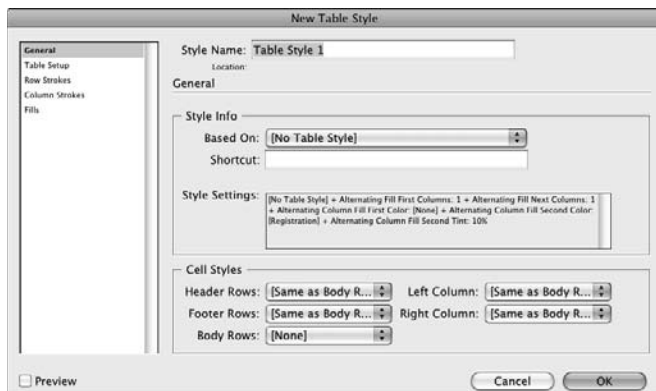 New Table Style
General
Table Setup
Row Strokes
Column Strokes
Fills
Style Name: Table Style 1
Location:
General
Style Info
Based On: [No Table Style]
Shortcut:
Style Settings: [No Table Style] + Alternating Fill First Columns: 1 + Alternating Fill Next Columns: 1
+ Alternating Column Fill First Color: [None] + Alternating Column Fill Second Color:
[Registration] + Alternating Column Fill Second Tint: 10%
Cell Styles
Header Rows: [Same as Body R... Left Column: [Same as Body R...
Footer Rows: [Same as Body R... Right Column: [Same as Body R...
Body Rows: [None]
Preview Cancel OK